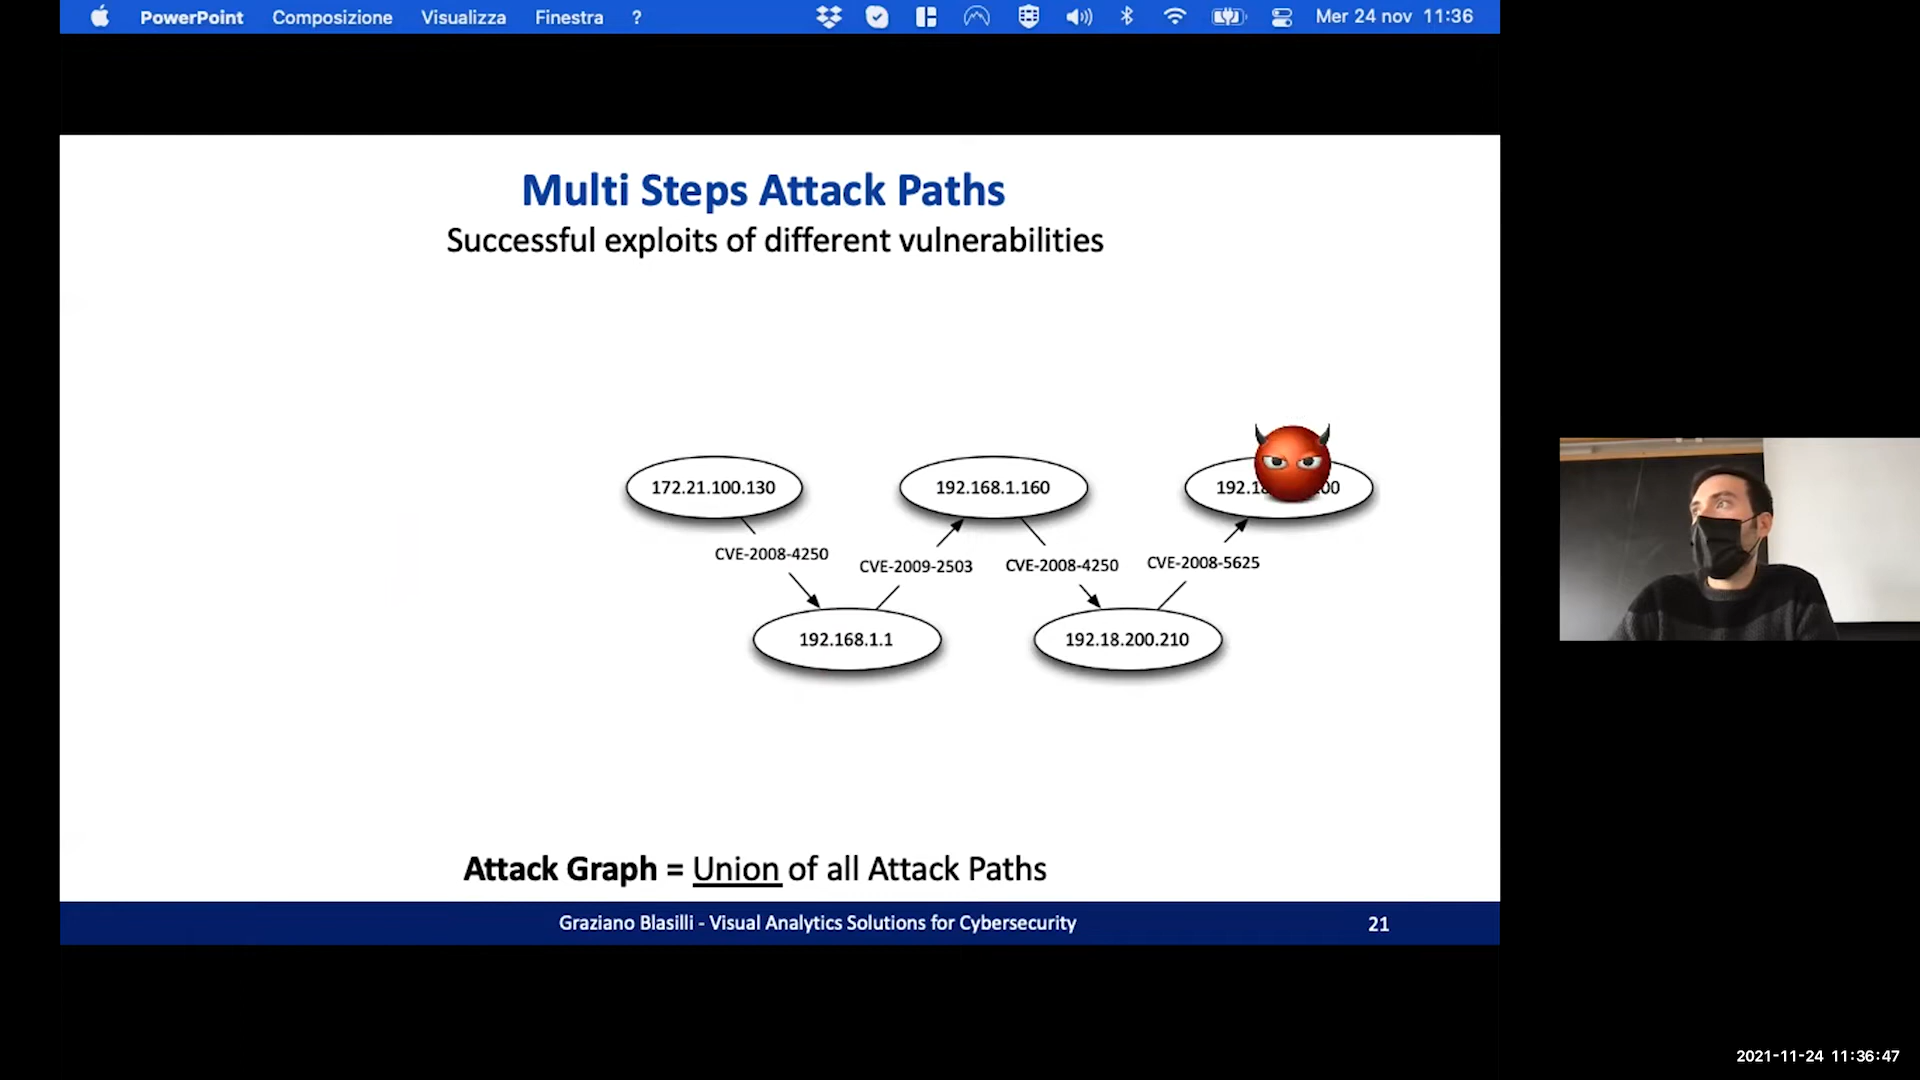 PowerPoint Composizione Visualizza Finestra ? Mer 24 nov 11:36
Multi Steps Attack Paths
Successful exploits of different vulnerabilities
172.21.100.130 192.168.1.160
CVE-2008-4250 CVE-2009-2503 CVE-2008-4250 CVE-2008-5625
192.168.1.1 192.18.200.210
Attack Graph = Union of all Attack Paths
Graziano Blasilli - Visual Analytics Solutions for Cybersecurity 21
2021-11-24 11:36:47